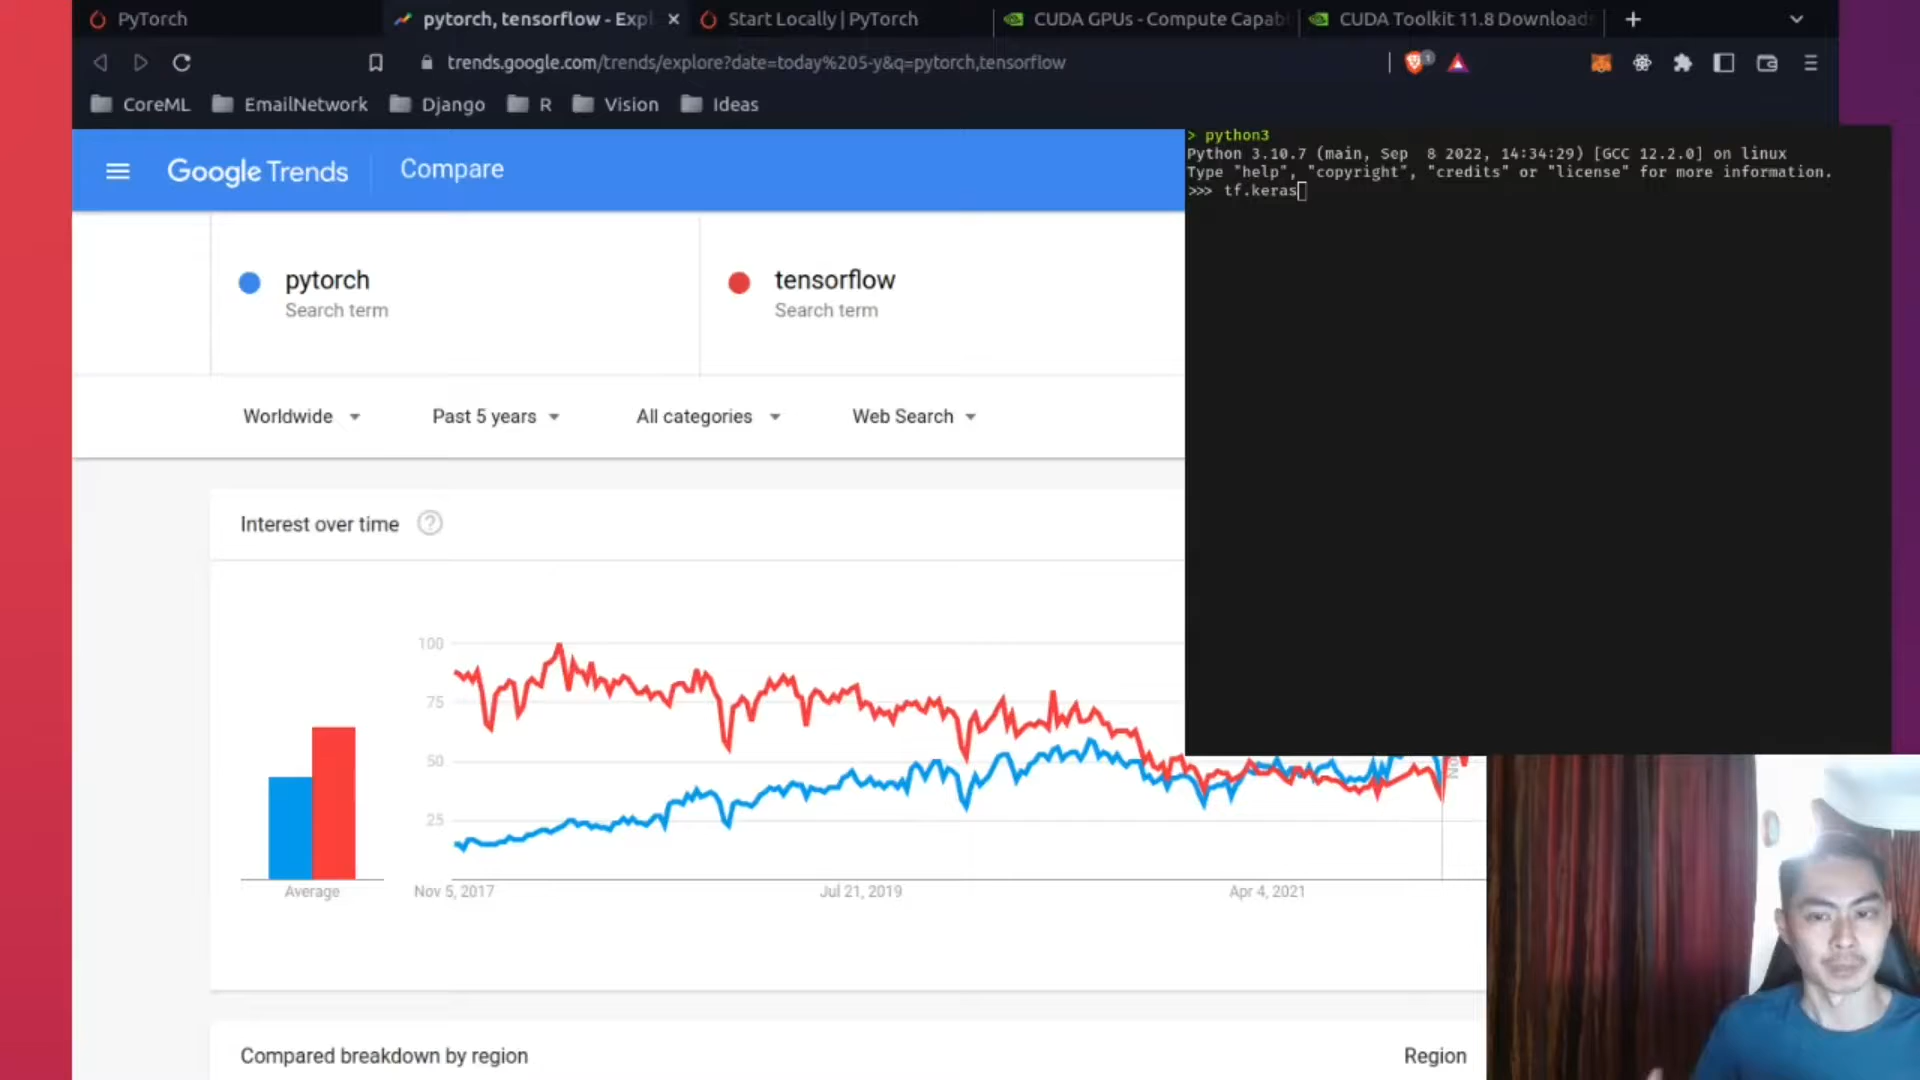 PyTorch
pytorch, tensorflow - Expl
Start Locally | PyTorch
CUDA GPUs - Compute Capabi
CUDA Toolkit 11.8 Downloads
trends.google.com/trends/explore?date=today%205-y&q=pytorch,tensorflow
1
CoreML
EmailNetwork
Django
R
Vision
Ideas
Google Trends
Compare
> python3
Python 3.10.7 (main, Sep  8 2022, 14:34:29) [GCC 12.2.0] on linux
Type "help", "copyright", "credits" or "license" for more information.
>>> tf.keras
pytorch
Search term
tensorflow
Search term
Worldwide
Past 5 years
All categories
Web Search
Interest over time
?
100
75
50
25
Average
Nov 5, 2017
Jul 21, 2019
Apr 4, 2021
Compared breakdown by region
Region